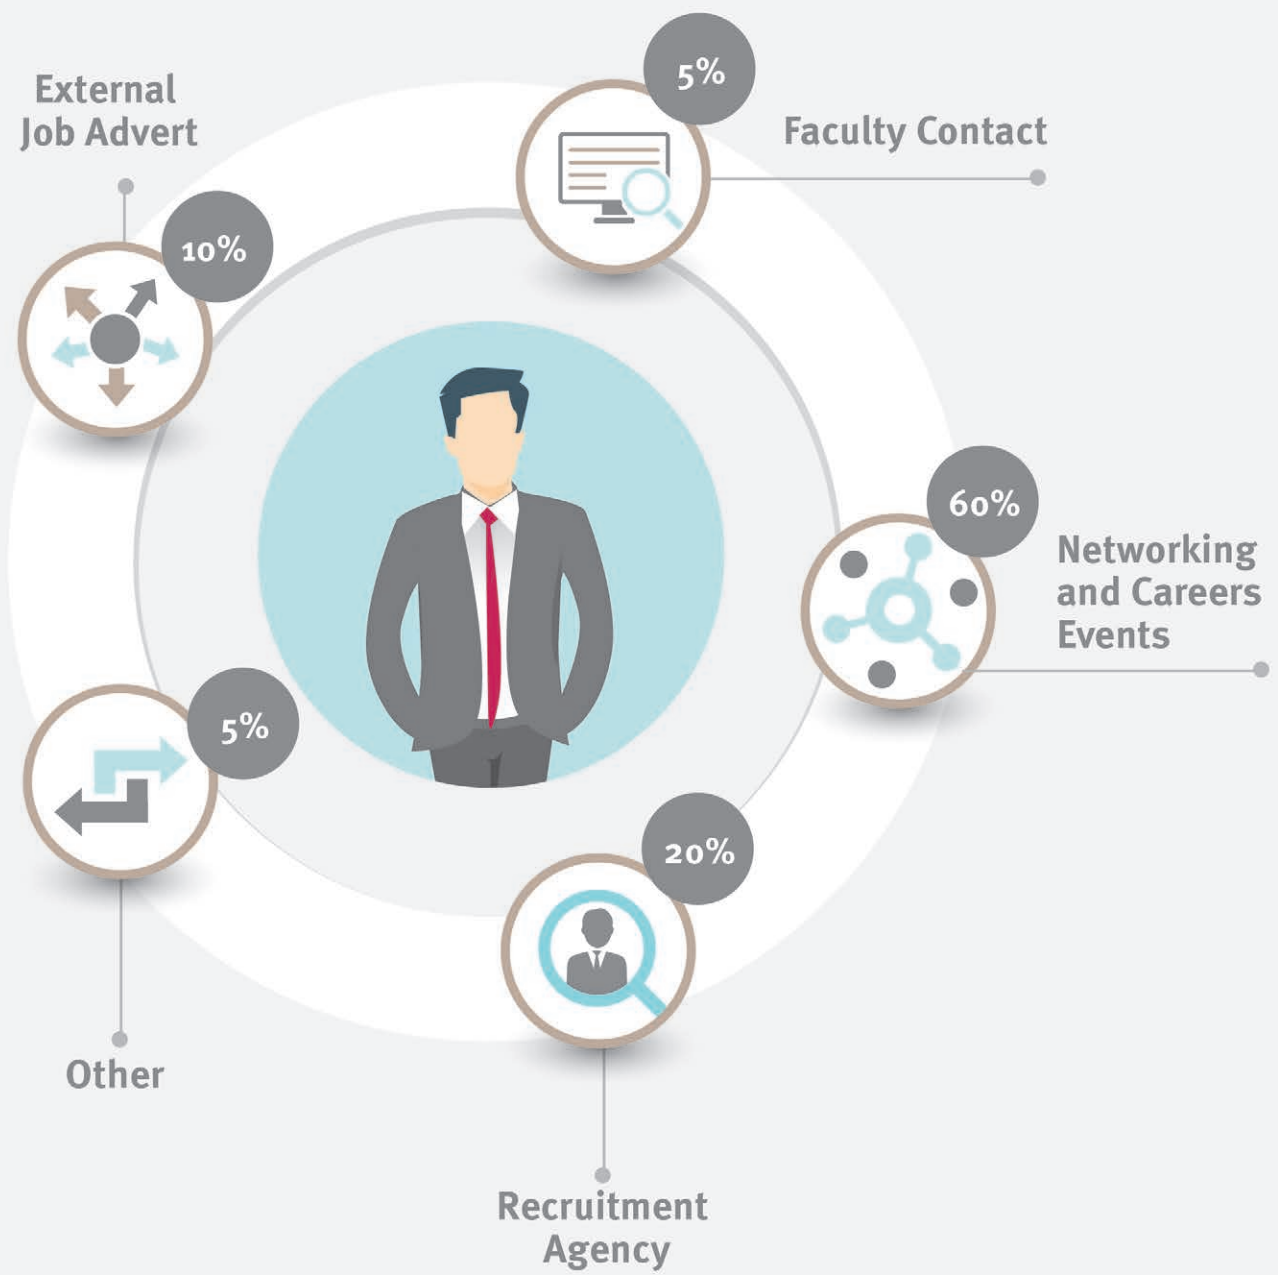 5%
Faculty Contact
External
Job Advert
10%
60%
Networking
and Careers
Events
5%
20%
Other
Recruitment
Agency